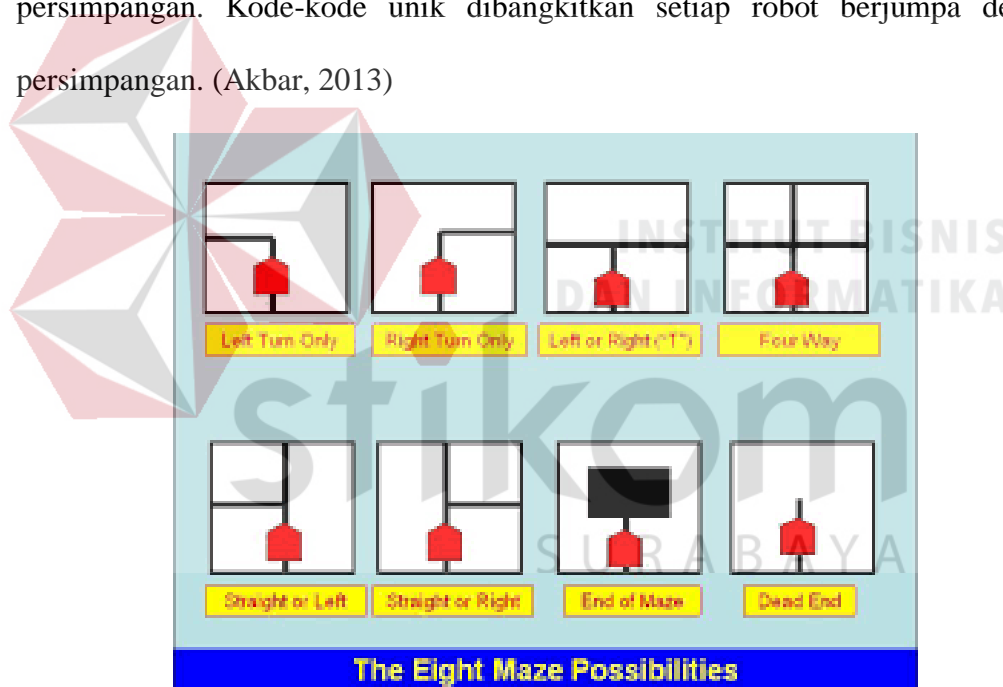 persimpangan. Kode-kode unik dibangkitkan setiap robot berjumpa
persimpangan. (Akbar, 2013)
INSTITUT BISNIS
DAN INFORMATIKA
Left Turn Only
Right Turn Only
Left or Right ("T")
Four Way
stikom
SURABAYA
Straight or Left
Straight or Right
End of Maze
Dead End
The Eight Maze Possibilities